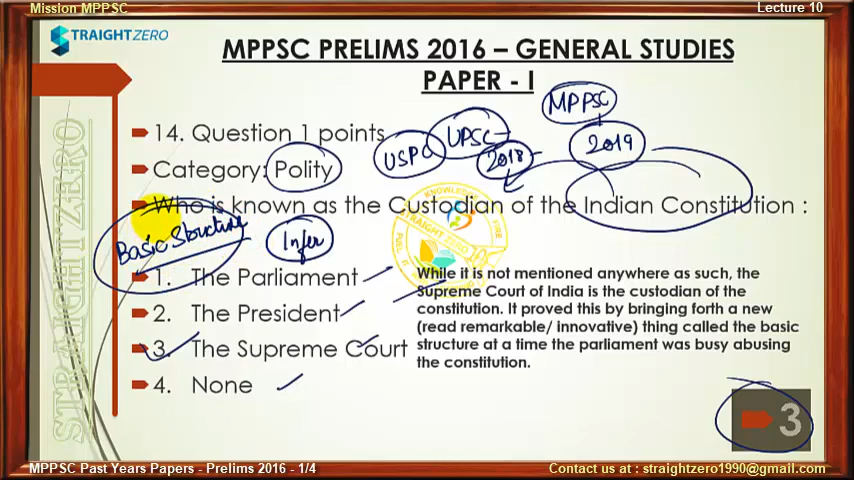 Mission MPPSC
Lecture 10
STRAIGHTZERO
MPPSC PRELIMS 2016 – GENERAL STUDIES
PAPER - I
MPPSC
14. Question 1 points
USPC
UPSC
2018
2019
Category: Polity
Who is known as the Custodian of the Indian Constitution :
Basic Structure
Infer
1. The Parliament
2. The President
3. The Supreme Court
4. None
While it is not mentioned anywhere as such, the
Supreme Court of India is the custodian of the
constitution. It proved this by bringing forth a new
(read remarkable/ innovative) thing called the basic
structure at a time the parliament was busy abusing
the constitution.
3
STRAIGHT ZERO
STRAIGHT ZERO
MPPSC Past Years Papers - Prelims 2016 - 1/4
Contact us at : straightzero1990@gmail.com